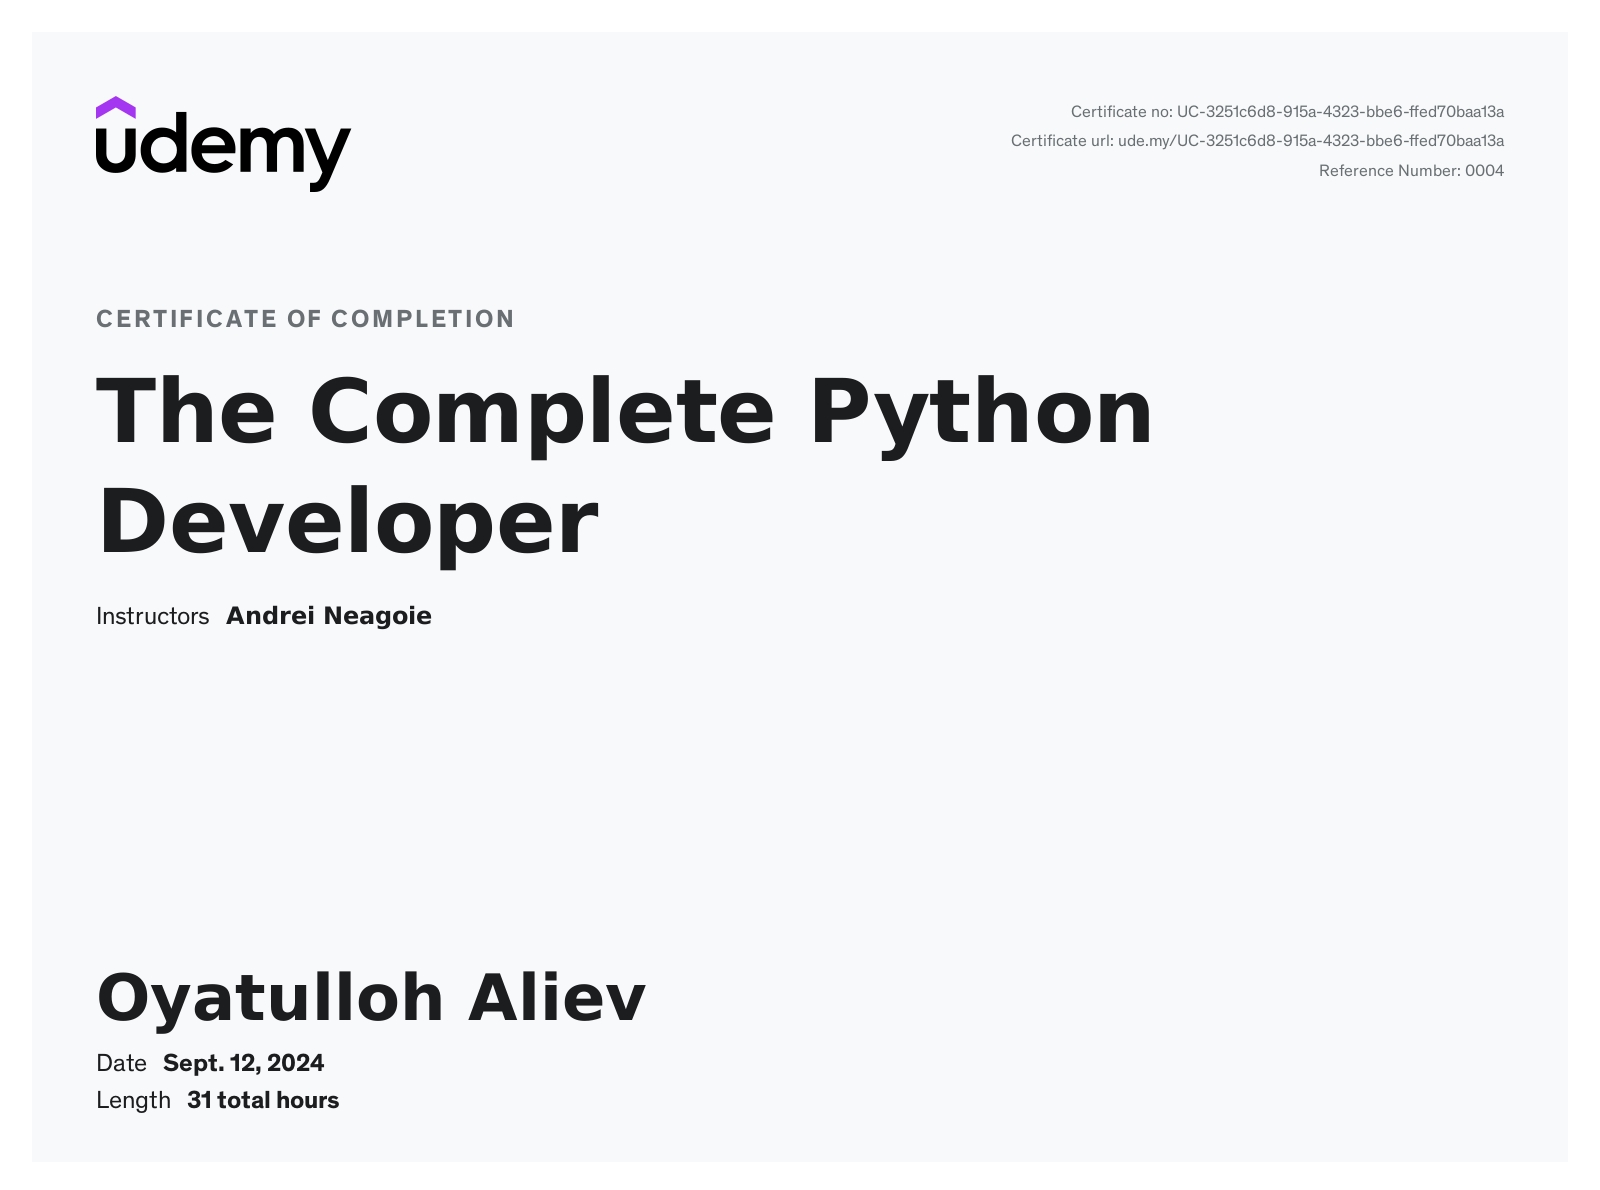 udemy
Certificate no: UC-3251c6d8-915a-4323-bbe6-ffed70baa13a
Certificate url: ude.my/UC-3251c6d8-915a-4323-bbe6-ffed70baa13a
Reference Number: 0004
CERTIFICATE OF COMPLETION
The Complete Python
Developer
Instructors Andrei Neagoie
Oyatulloh Aliev
Date Sept. 12, 2024
Length 31 total hours